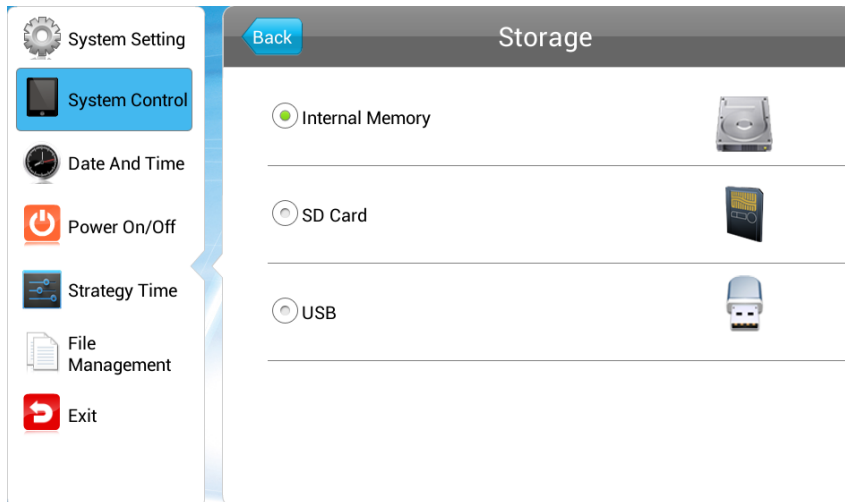 System Setting
System Control
Date And Time
Power On/Off
Strategy Time
File
Management
Exit
Back
Storage
Internal Memory
SD Card
USB